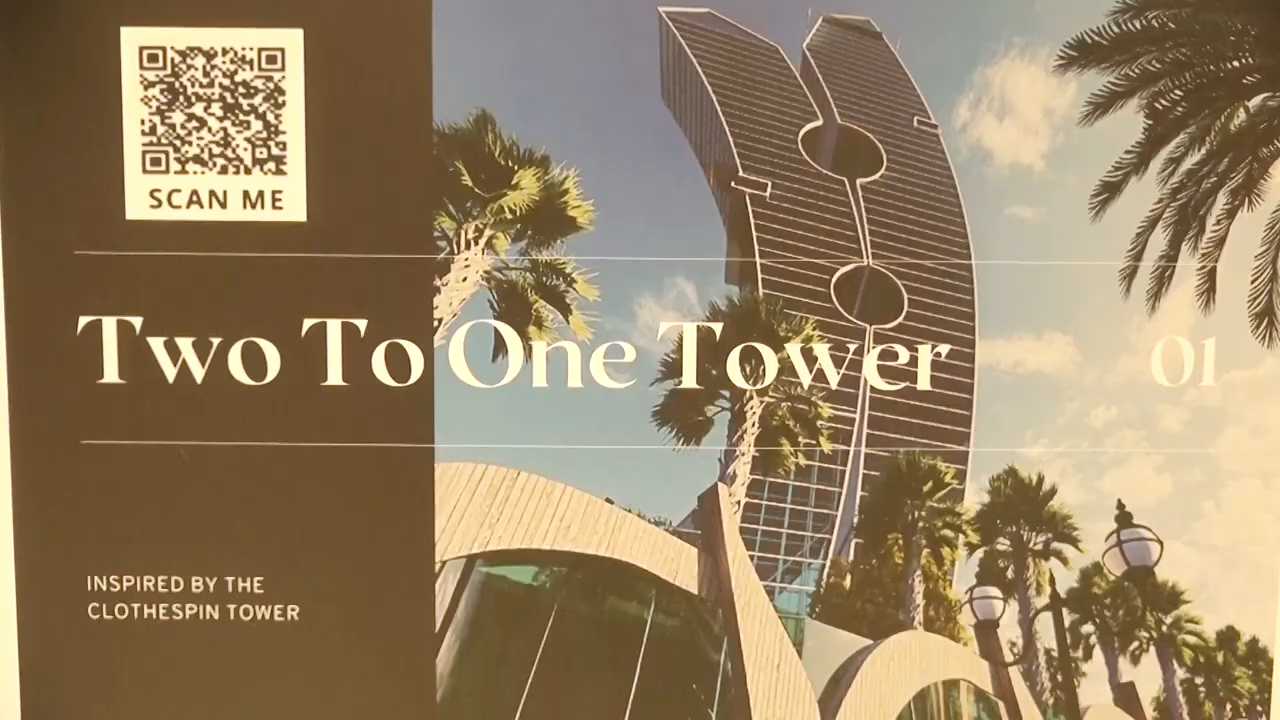 SCAN ME
Two To One Tower 01
INSPIRED BY THE
CLOTHESPIN TOWER